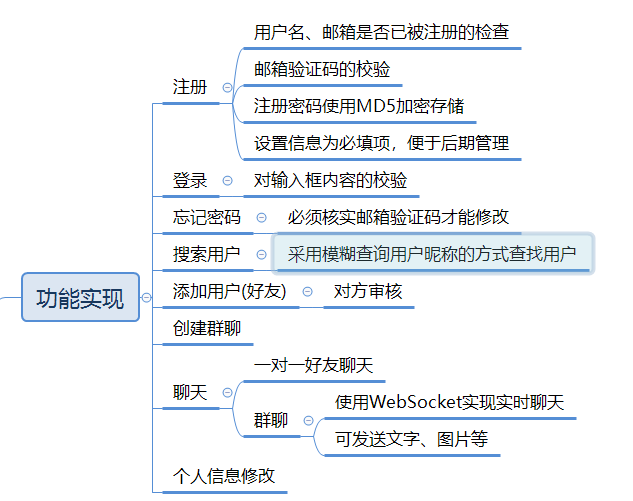 用户名、邮箱是否已被注册的检查
邮箱验证码的校验
注册
注册密码使用MD5加密存储
设置信息为必填项，便于后期管理
登录
对输入框内容的校验
忘记密码
必须核实邮箱验证码才能修改
搜索用户
采用模糊查询用户昵称的方式查找用户
功能实现
添加用户(好友)
对方审核
创建群聊
一对一好友聊天
聊天
使用WebSocket实现实时聊天
群聊
可发送文字、图片等
个人信息修改